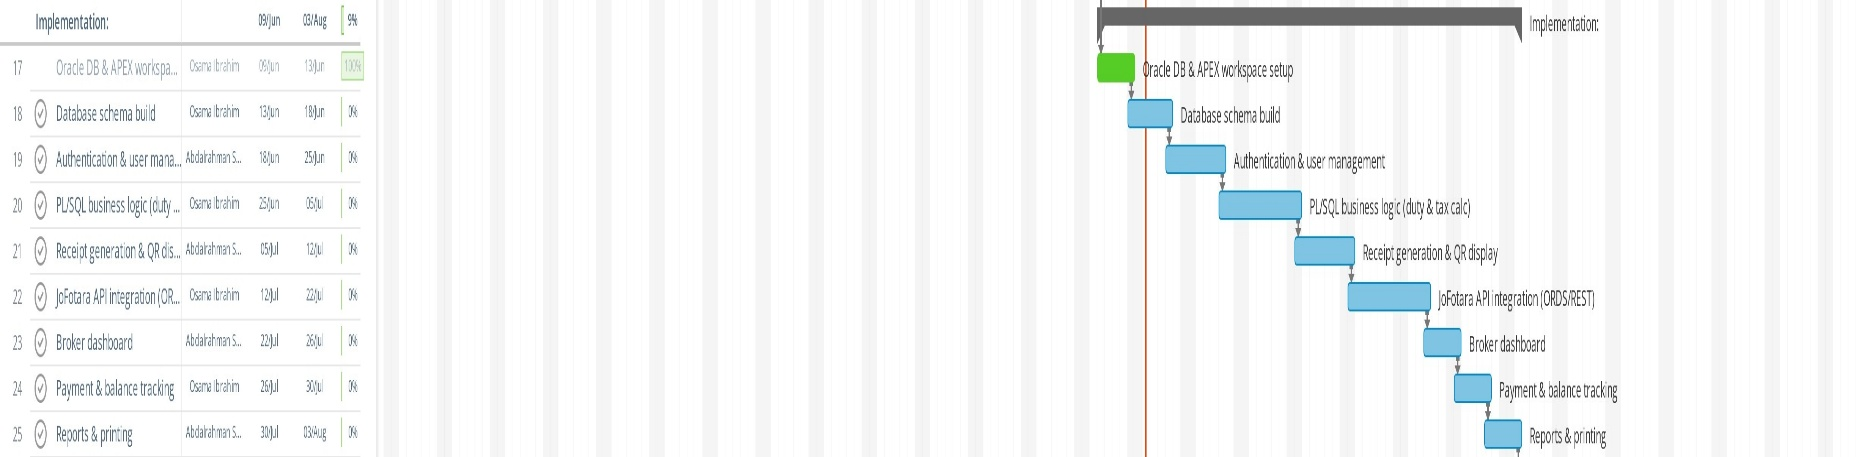 Implementation: 09/Jun 03/Aug 9% Implementation:
17 Oracle DB & APEX workspa... Osama Ibrahim 09/Jun 13/Jun 100% Oracle DB & APEX workspace setup
18 Database schema build Osama Ibrahim 13/Jun 18/Jun 0% Database schema build
19 Authentication & user mana... Abdalrahman S... 18/Jun 25/Jun 0% Authentication & user management
20 PL/SQL business logic (duty ... Osama Ibrahim 25/Jun 05/Jul 0% PL/SQL business logic (duty & tax calc)
21 Receipt generation & QR dis... Abdalrahman S... 05/Jul 12/Jul 0% Receipt generation & QR display
22 JoFotara API integration (OR... Osama Ibrahim 12/Jul 22/Jul 0% JoFotara API integration (ORDS/REST)
23 Broker dashboard Abdalrahman S... 22/Jul 26/Jul 0% Broker dashboard
24 Payment & balance tracking Osama Ibrahim 26/Jul 30/Jul 0% Payment & balance tracking
25 Reports & printing Abdalrahman S... 30/Jul 03/Aug 0% Reports & printing